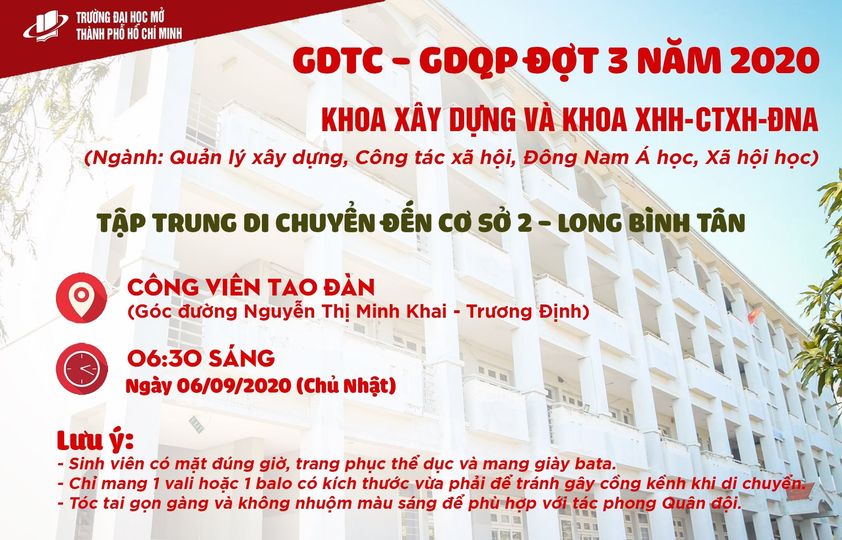 TRƯỜNG ĐẠI HỌC MỞ
THÀNH PHỐ HỒ CHÍ MINH
GDTC – GDQP ĐỢT 3 NĂM 2020
KHOA XÂY DỰNG VÀ KHOA XHH-CTXH-ĐNA
(Ngành: Quản lý xây dựng, Công tác xã hội, Đông Nam Á học, Xã hội học)
TẬP TRUNG DI CHUYỂN ĐẾN CƠ SỞ 2 – LONG BÌNH TÂN
CÔNG VIÊN TAO ĐÀN
(Góc đường Nguyễn Thị Minh Khai - Trương Định)
06:30 SÁNG
Ngày 06/09/2020 (Chủ Nhật)
Lưu ý:
- Sinh viên có mặt đúng giờ, trang phục thể dục và mang giày bata.
- Chỉ mang 1 vali hoặc 1 balo có kích thước vừa phải để tránh gây cồng kềnh khi di chuyển.
- Tóc tai gọn gàng và không nhuộm màu sáng để phù hợp với tác phong Quân đội.